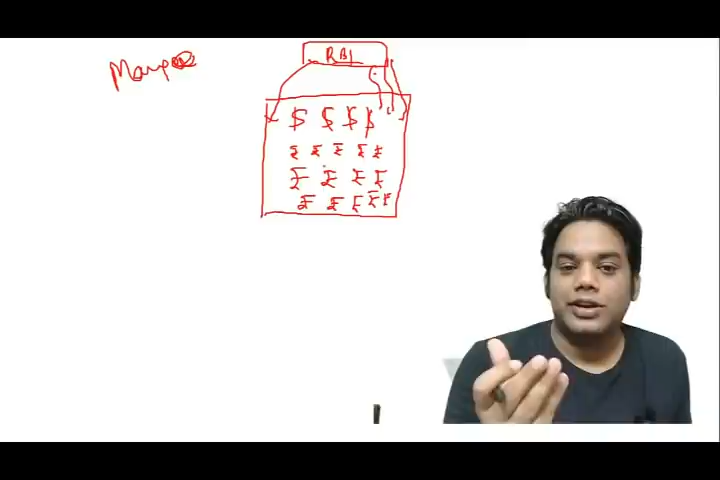 RBI
$ $ $ $
₹ ₹ ₹ ₹ ₹
₹ ₹ ₹ ₹
₹ ₹ ₹ ₹ ₹